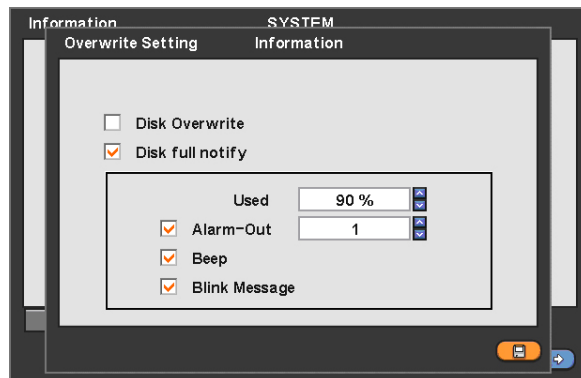 Information SYSTEM
Overwrite Setting Information
Disk Overwrite
Disk full notify
Used 90 %
Alarm-Out 1
Beep
Blink Message